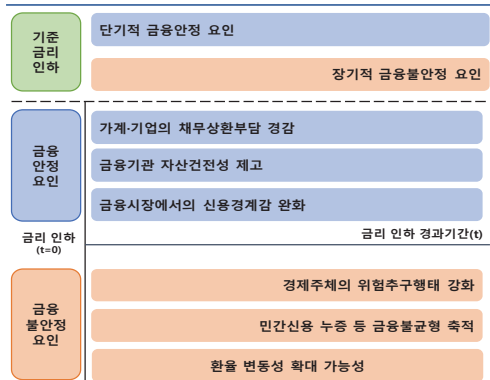 기준
금리
인하
단기적 금융안정 요인
장기적 금융불안정 요인
금융
안정
요인
가계·기업의 채무상환부담 경감
금융기관 자산건전성 제고
금융시장에서의 신용경계감 완화
금리 인하
(t=0)
금리 인하 경과기간(t)
금융
불안정
요인
경제주체의 위험추구행태 강화
민간신용 누증 등 금융불균형 축적
환율 변동성 확대 가능성